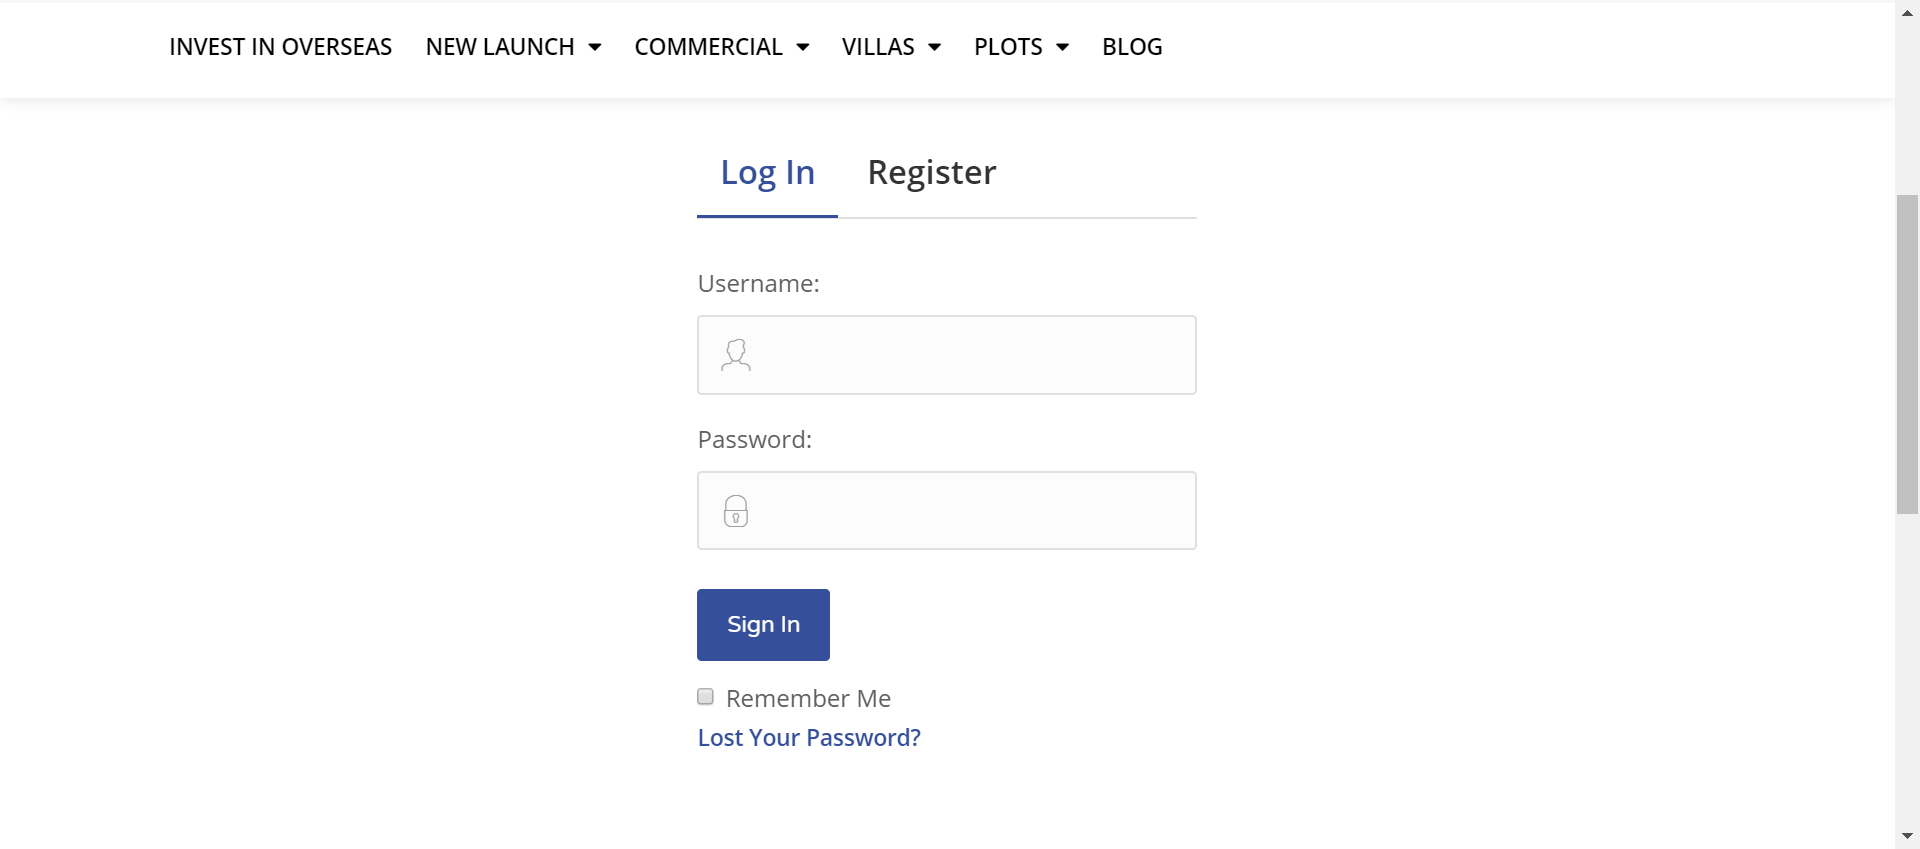 INVEST IN OVERSEAS NEW LAUNCH COMMERCIAL VILLAS PLOTS BLOG
Log In Register
Username:
Password:
Sign In
Remember Me
Lost Your Password?